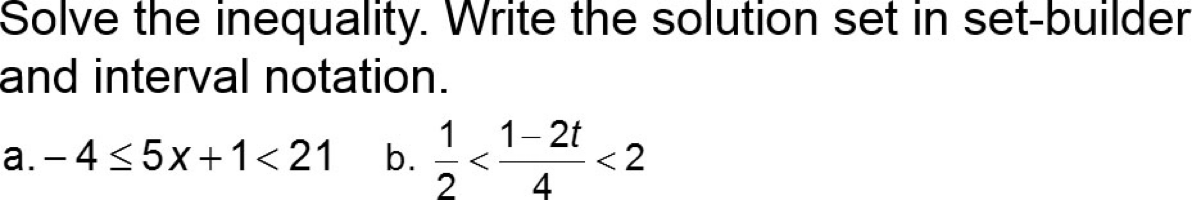 Solve the inequality. Write the solution set in set-builder
and interval notation.
a. – 4 ≤ 5x + 1 < 21   b. 1/2 < (1 – 2t)/4 < 2